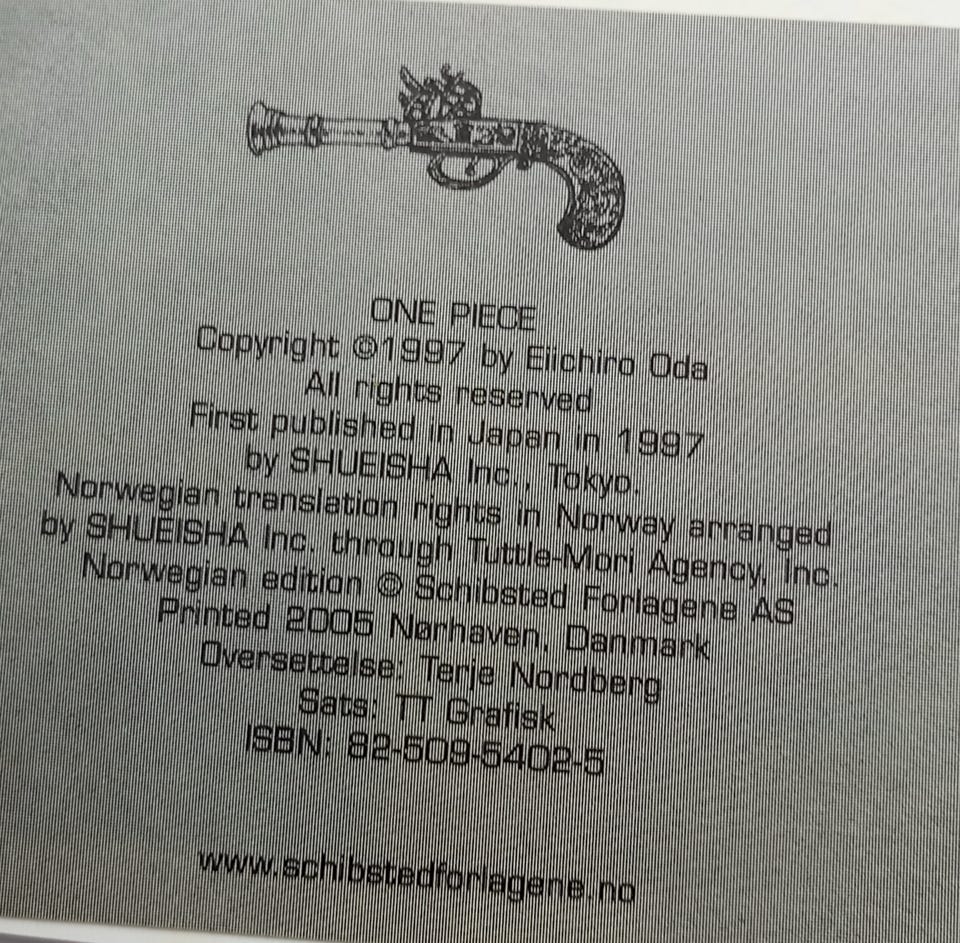 ONE PIECE
Copyright ©1997 by Eiichiro Oda
All rights reserved
First published in Japan in 1997
by SHUEISHA Inc., Tokyo.
Norwegian translation rights in Norway arranged
by SHUEISHA Inc. through Tuttle-Mori Agency, Inc.
Norwegian edition © Schibsted Forlagene AS
Printed 2005 Nørhaven, Danmark
Oversettelse: Terje Nordberg
Sats: TT Grafisk
ISBN: 82-509-5402-5
www.schibstedforlagene.no